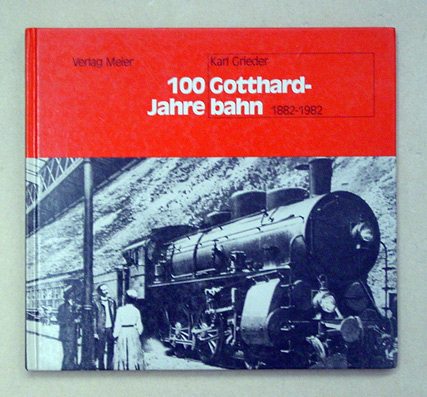 Verlag Meier
Karl Grieder
100 Gotthard-
Jahre bahn 1882-1982